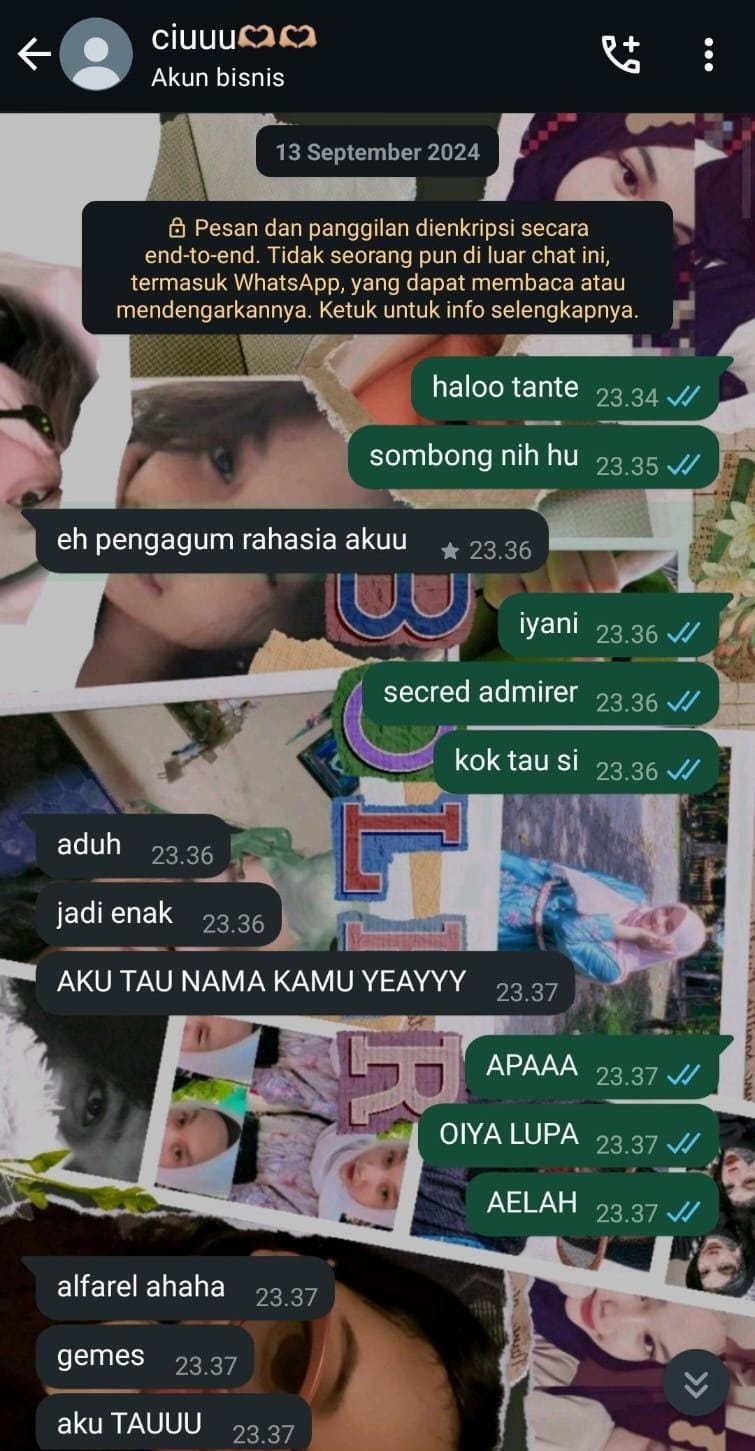 ciuuu🫶🏼🫶🏼
Akun bisnis
13 September 2024
Pesan dan panggilan dienkripsi secara
end-to-end. Tidak seorang pun di luar chat ini,
termasuk WhatsApp, yang dapat membaca atau
mendengarkannya. Ketuk untuk info selengkapnya.
haloo tante 23.34
sombong nih hu 23.35
eh pengagum rahasia akuu 23.36
iyani 23.36
secred admirer 23.36
kok tau si 23.36
aduh 23.36
jadi enak 23.36
AKU TAU NAMA KAMU YEAYYY 23.37
APAAA 23.37
OIYA LUPA 23.37
AELAH 23.37
alfarel ahaha 23.37
gemes 23.37
aku TAUUU 23.37